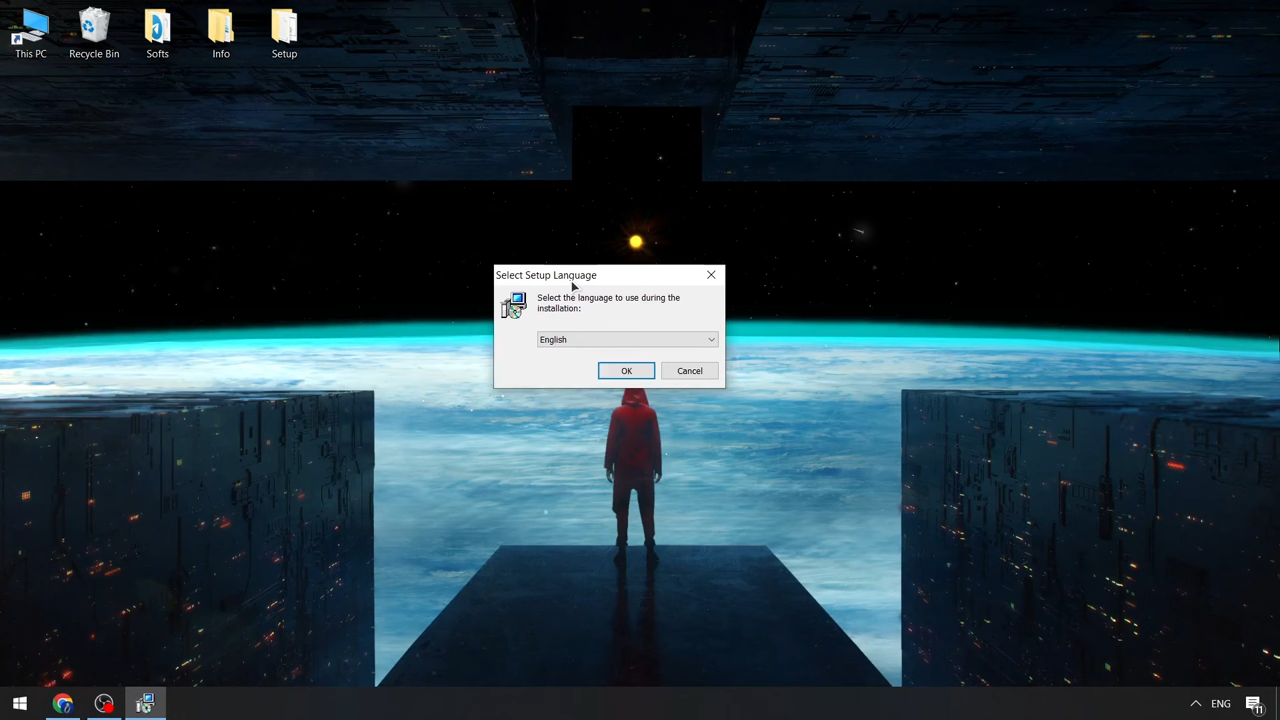 This PC
Recycle Bin
Softs
Info
Setup
Select Setup Language
Select the language to use during the
installation:
English
OK
Cancel
ENG
11